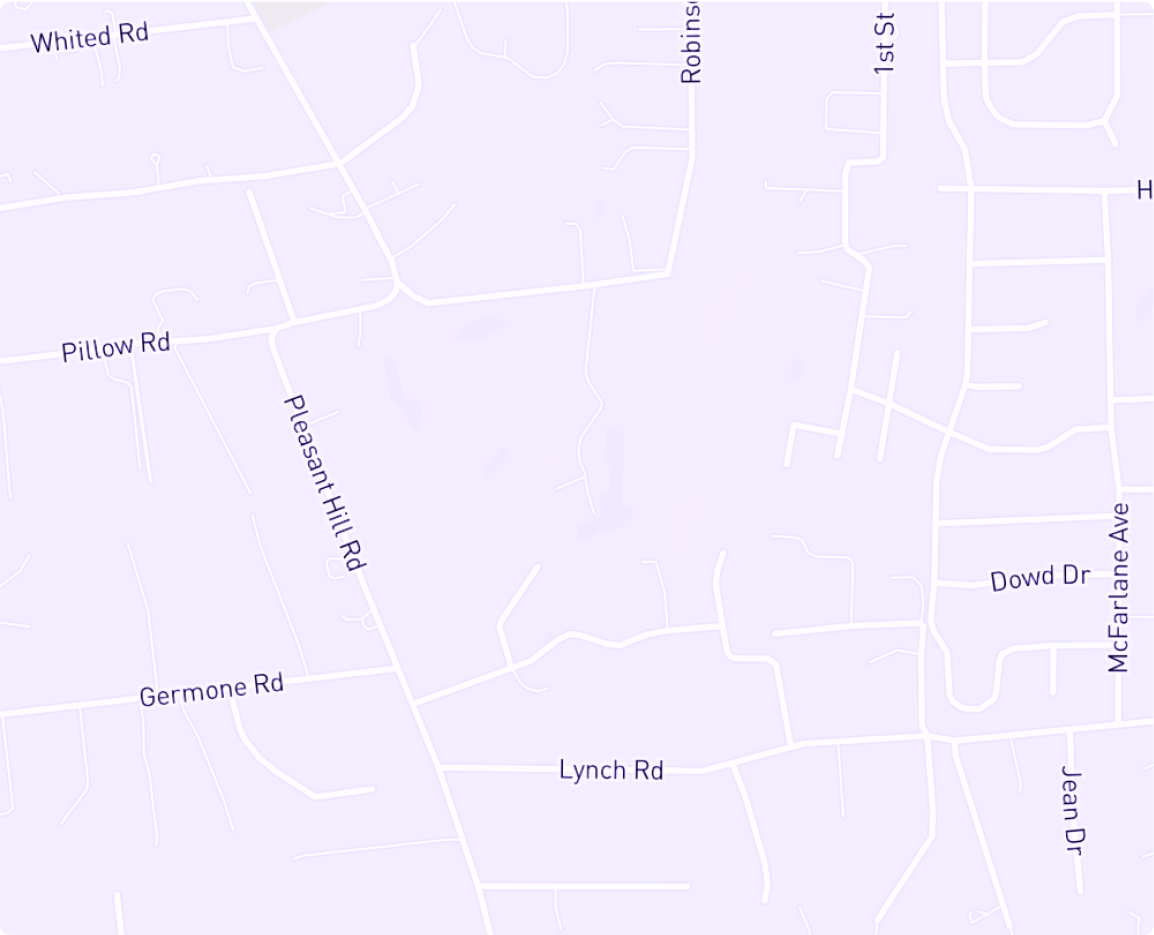 Whited Rd
Robins
1st St
H
Pillow Rd
Pleasant Hill Rd
McFarlane Ave
Dowd Dr
Germone Rd
Lynch Rd
Jean Dr